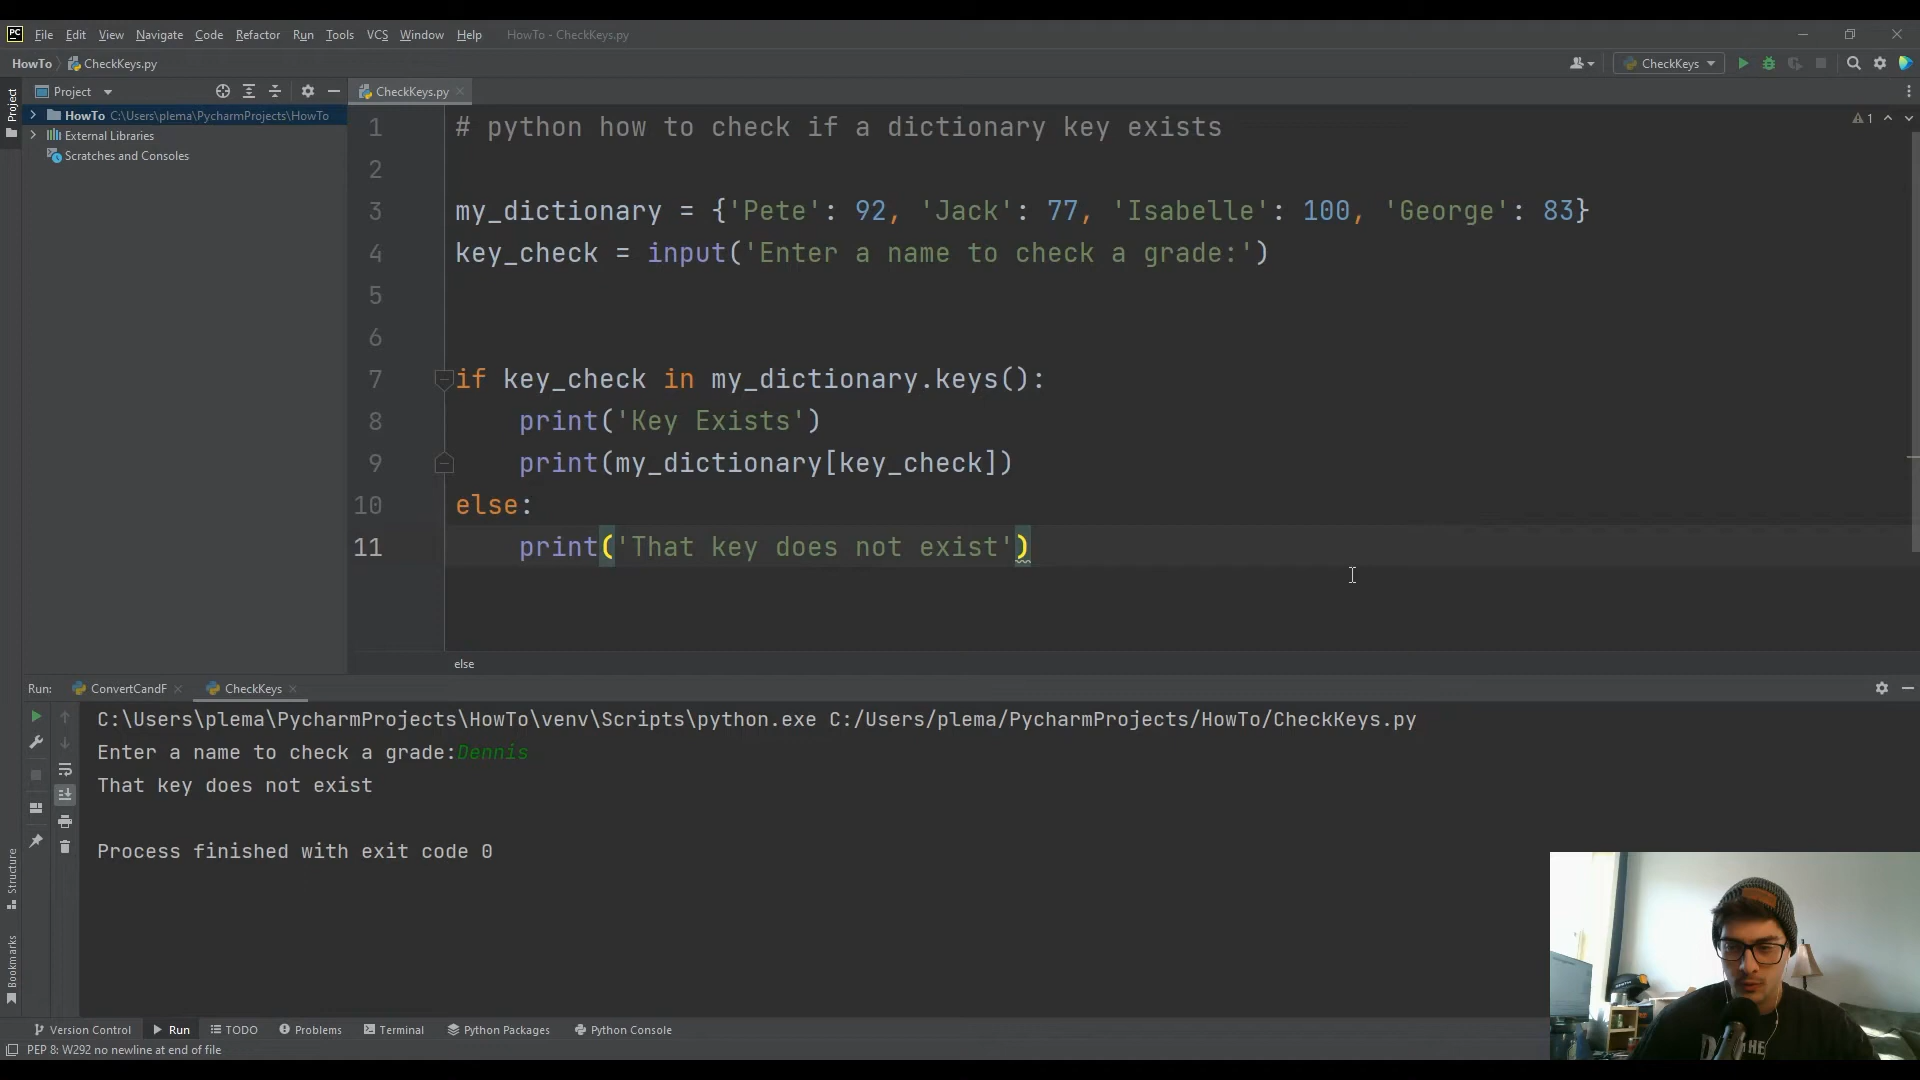 PC File Edit View Navigate Code Refactor Run Tools VCS Window Help HowTo - CheckKeys.py
HowTo CheckKeys.py CheckKeys
Project CheckKeys.py
Project
HowTo C:\Users\plema\PycharmProjects\HowTo
External Libraries
Scratches and Consoles
1 # python how to check if a dictionary key exists
1
2
3 my_dictionary = {'Pete': 92, 'Jack': 77, 'Isabelle': 100, 'George': 83}
4 key_check = input('Enter a name to check a grade:')
5
6
7 if key_check in my_dictionary.keys():
8 print('Key Exists')
9 print(my_dictionary[key_check])
10 else:
11 print('That key does not exist')
else
Run: ConvertCandF CheckKeys
C:\Users\plema\PycharmProjects\HowTo\venv\Scripts\python.exe C:/Users/plema/PycharmProjects/HowTo/CheckKeys.py
Enter a name to check a grade:Dennis
That key does not exist
Process finished with exit code 0
Structure
Bookmarks
Version Control Run TODO Problems Terminal Python Packages Python Console
PEP 8: W292 no newline at end of file